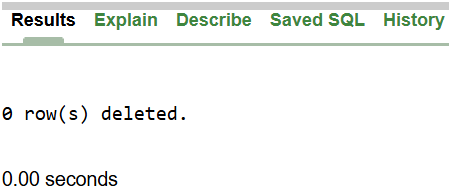 Results Explain Describe Saved SQL History
0 row(s) deleted.
0.00 seconds